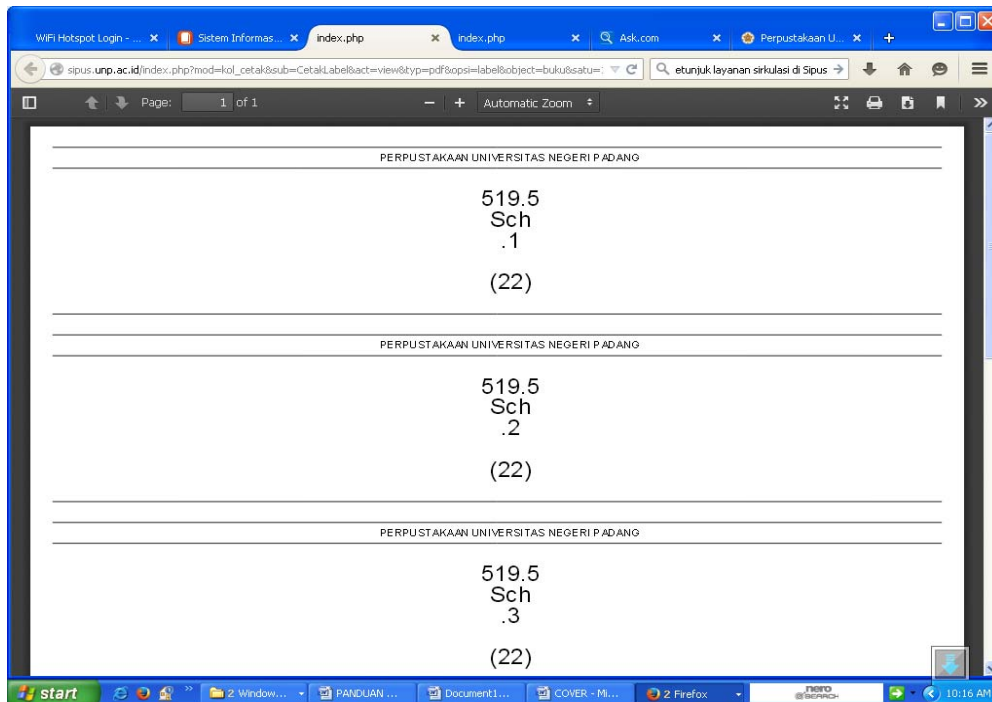 WiFi Hotspot Login - ...
Sistem Informas...
index.php
index.php
Ask.com
Perpustakaan U...
sipus.unp.ac.id/index.php?mod=kol_cetak&sub=CetakLabel&act=view&typ=pdf&opsi=label&object=buku&satu=
etunjuk layanan sirkulasi di Sipus
Page: 1 of 1
Automatic Zoom
PERPUSTAKAAN UNIVERSITAS NEGERI PADANG
519.5
Sch
.1
(22)
PERPUSTAKAAN UNIVERSITAS NEGERI PADANG
519.5
Sch
.2
(22)
PERPUSTAKAAN UNIVERSITAS NEGERI PADANG
519.5
Sch
.3
(22)
start
2 Window...
PANDUAN ...
Document1...
COVER - Mi...
2 Firefox
nero
SEARCH
10:16 AM